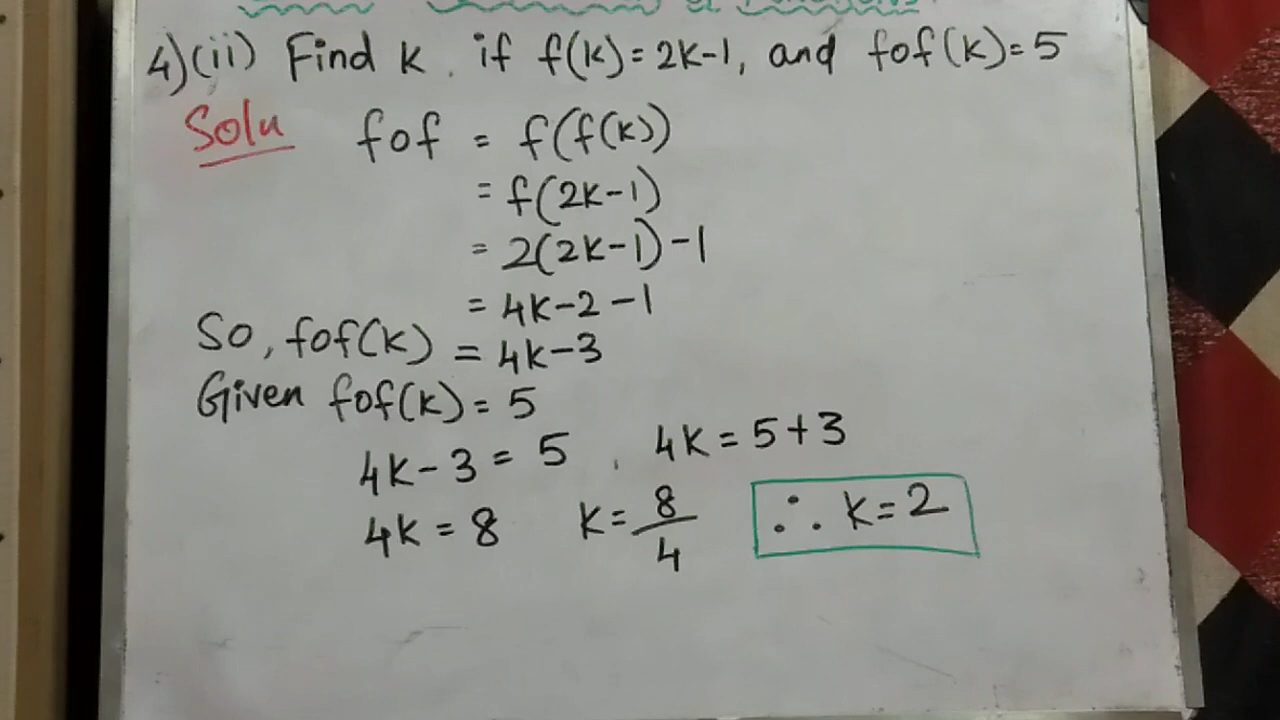 4)(ii) Find K, if f(K)=2K-1, and fof(K)=5
Solu fof = f(f(K))
= f(2K-1)
= 2(2K-1)-1
= 4K-2-1
So, fof(K) = 4K-3
Given fof(K)=5
4K-3=5, 4K=5+3
4K=8 K=8/4 ∴ K=2